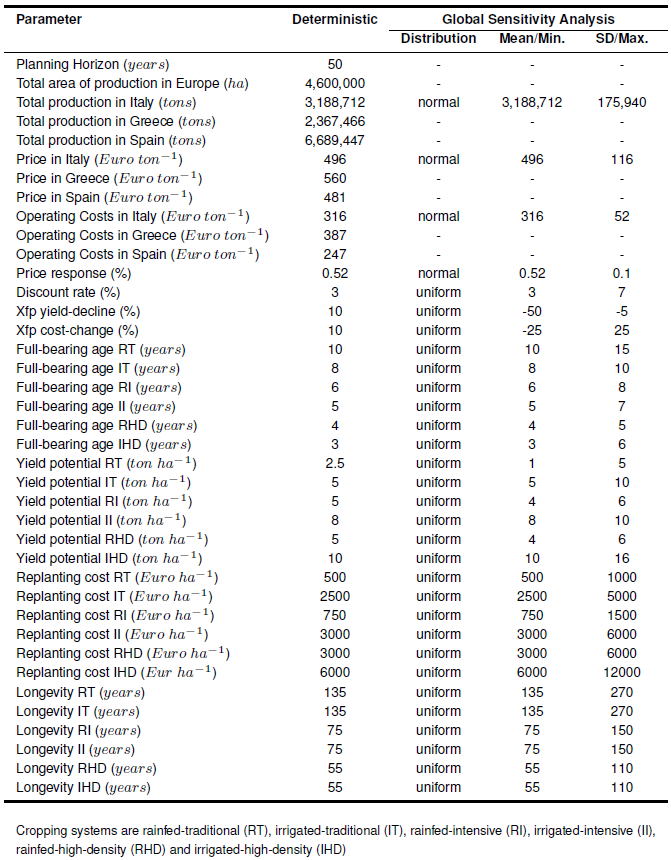 Parameter Deterministic Global Sensitivity Analysis
Distribution Mean/Min. SD/Max.
Planning Horizon (years) 50 - - -
Total area of production in Europe (ha) 4,600,000 - - -
Total production in Italy (tons) 3,188,712 normal 3,188,712 175,940
Total production in Greece (tons) 2,367,466 - - -
Total production in Spain (tons) 6,689,447 - - -
Price in Italy (Euro ton−1) 496 normal 496 116
Price in Greece (Euro ton−1) 560 - - -
Price in Spain (Euro ton−1) 481 - - -
Operating Costs in Italy (Euro ton−1) 316 normal 316 52
Operating Costs in Greece (Euro ton−1) 387 - - -
Operating Costs in Spain (Euro ton−1) 247 - - -
Price response (%) 0.52 normal 0.52 0.1
Discount rate (%) 3 uniform 3 7
Xfp yield-decline (%) 10 uniform -50 -5
Xfp cost-change (%) 10 uniform -25 25
Full-bearing age RT (years) 10 uniform 10 15
Full-bearing age IT (years) 8 uniform 8 10
Full-bearing age RI (years) 6 uniform 6 8
Full-bearing age II (years) 5 uniform 5 7
Full-bearing age RHD (years) 4 uniform 4 5
Full-bearing age IHD (years) 3 uniform 3 6
Yield potential RT (ton ha−1) 2.5 uniform 1 5
Yield potential IT (ton ha−1) 5 uniform 5 10
Yield potential RI (ton ha−1) 5 uniform 4 6
Yield potential II (ton ha−1) 8 uniform 8 10
Yield potential RHD (ton ha−1) 5 uniform 4 6
Yield potential IHD (ton ha−1) 10 uniform 10 16
Replanting cost RT (Euro ha−1) 500 uniform 500 1000
Replanting cost IT (Euro ha−1) 2500 uniform 2500 5000
Replanting cost RI (Euro ha−1) 750 uniform 750 1500
Replanting cost II (Euro ha−1) 3000 uniform 3000 6000
Replanting cost RHD (Euro ha−1) 3000 uniform 3000 6000
Replanting cost IHD (Eur ha−1) 6000 uniform 6000 12000
Longevity RT (years) 135 uniform 135 270
Longevity IT (years) 135 uniform 135 270
Longevity RI (years) 75 uniform 75 150
Longevity II (years) 75 uniform 75 150
Longevity RHD (years) 55 uniform 55 110
Longevity IHD (years) 55 uniform 55 110
Cropping systems are rainfed-traditional (RT), irrigated-traditional (IT), rainfed-intensive (RI), irrigated-intensive (II),
rainfed-high-density (RHD) and irrigated-high-density (IHD)